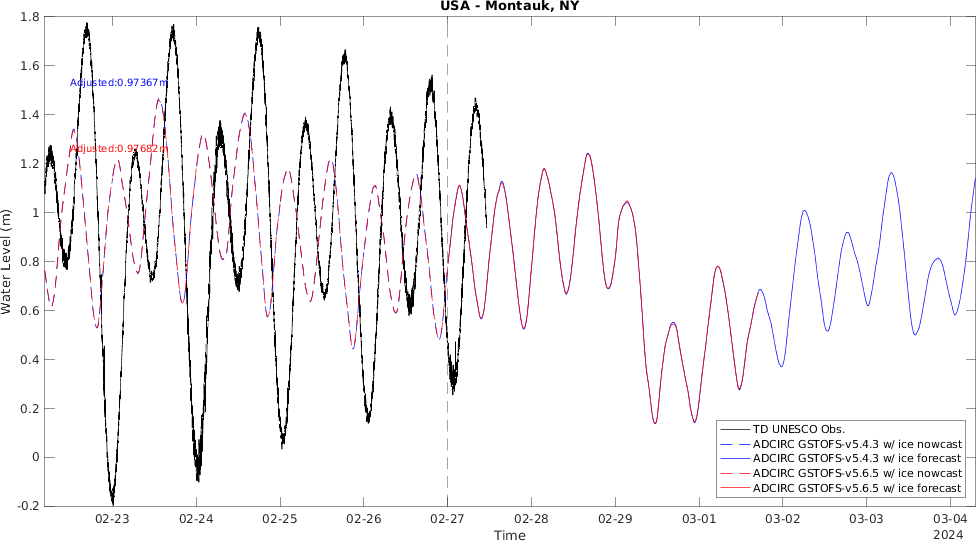 USA - Montauk, NY
1.8
1.6
1.4
1.2
1
0.8
0.6
0.4
0.2
0
-0.2
Water Level (m)
Adjusted:0.97367m
Adjusted:0.97682m
TD UNESCO Obs.
ADCIRC GSTOFS-v5.4.3 w/ ice nowcast
ADCIRC GSTOFS-v5.4.3 w/ ice forecast
ADCIRC GSTOFS-v5.6.5 w/ ice nowcast
ADCIRC GSTOFS-v5.6.5 w/ ice forecast
02-23 02-24 02-25 02-26 02-27 02-28 02-29 03-01 03-02 03-03 03-04
Time 2024